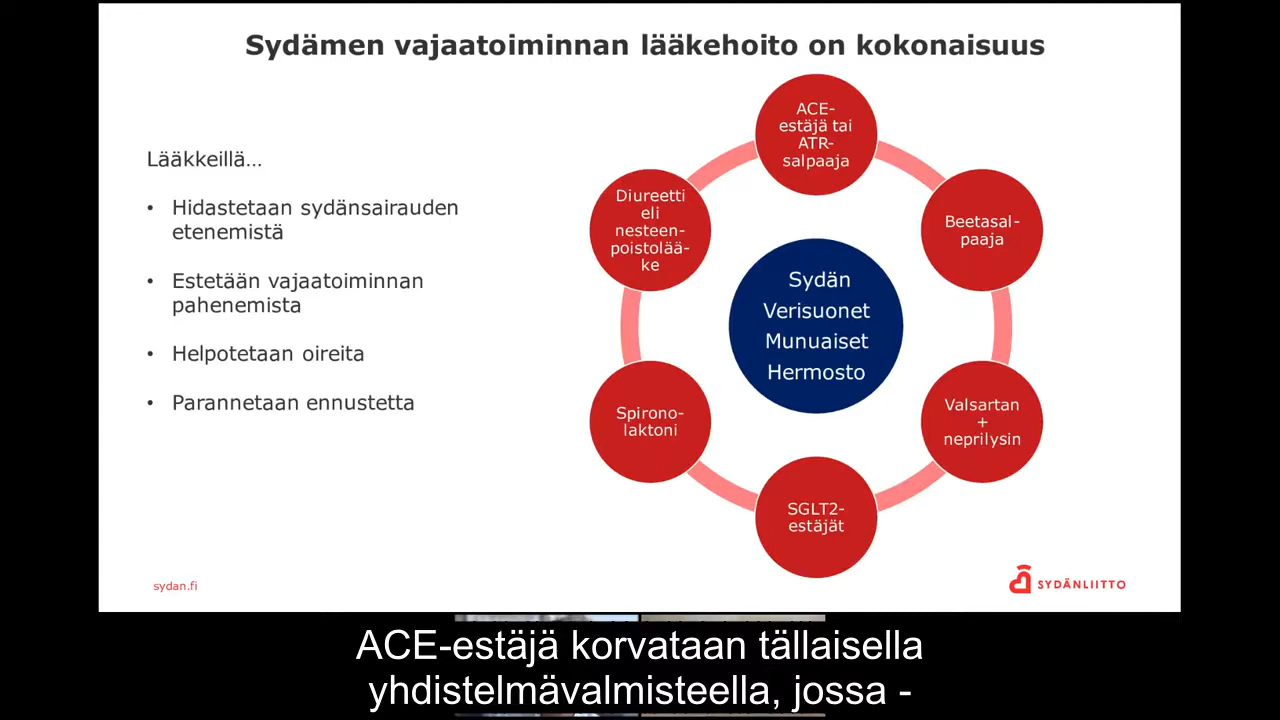 Sydämen vajaatoiminnan lääkehoito on kokonaisuus
Lääkkeillä...
• Hidastetaan sydänsairauden
etenemistä
• Estetään vajaatoiminnan
pahenemista
• Helpotetaan oireita
• Parannetaan ennustetta
ACE-
estäjä tai
ATR-
salpaaja
Beetasal-
paaja
Valsartan
+
neprilysin
SGLT2-
estäjät
Spirono-
laktoni
Diureetti
eli
nesteen-
poistolää-
ke
Sydän
Verisuonet
Munuaiset
Hermosto
sydan.fi
SYDÄNLIITTO
ACE-estäjä korvataan tällaisella
yhdistelmävalmisteella, jossa -